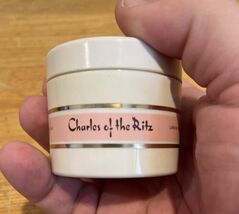 Charles of the Ritz